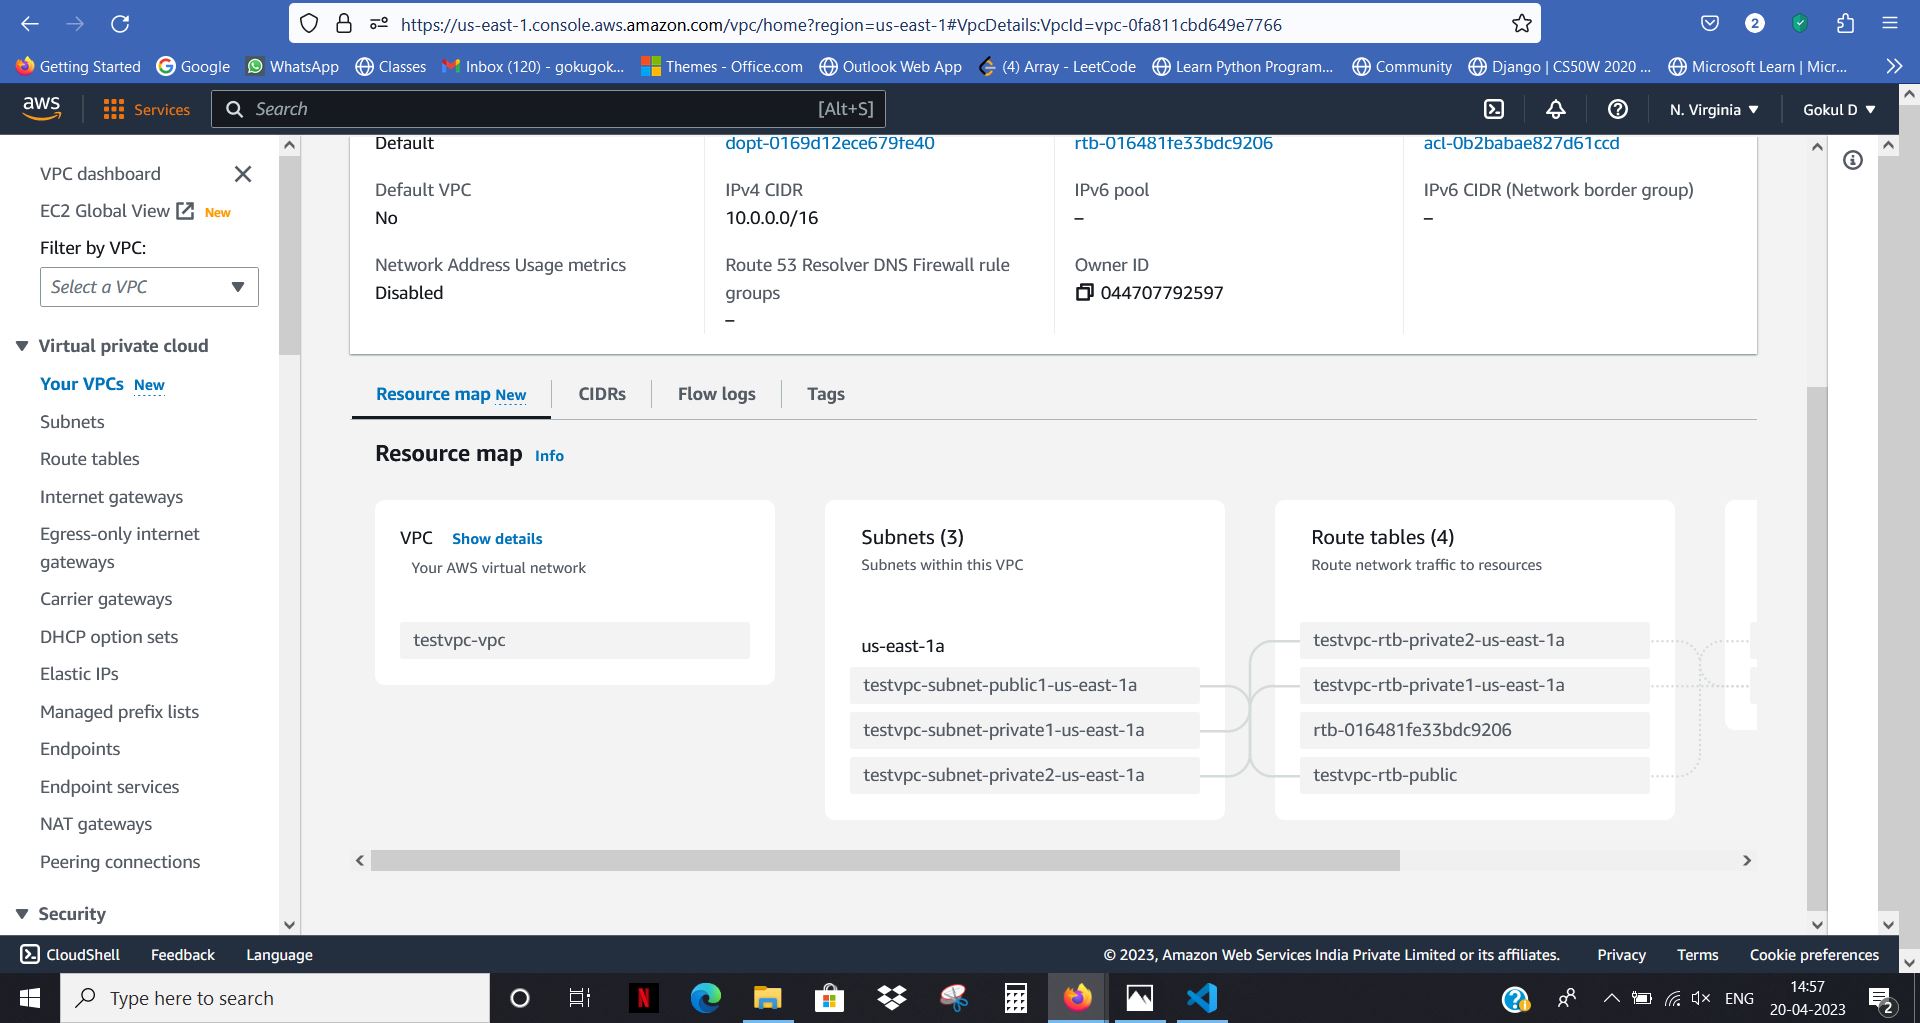 https://us-east-1.console.aws.amazon.com/vpc/home?region=us-east-1#VpcDetails:VpcId=vpc-0fa811cbd649e7766
2
Getting Started
Google
WhatsApp
Classes
Inbox (120) - gokugok...
Themes - Office.com
Outlook Web App
(4) Array - LeetCode
Learn Python Program...
Community
Django | CS50W 2020 ...
Microsoft Learn | Micr...
aws
Services
Search
[Alt+S]
N. Virginia
Gokul D
VPC dashboard
EC2 Global View New
Filter by VPC:
Select a VPC
Virtual private cloud
Your VPCs New
Subnets
Route tables
Internet gateways
Egress-only internet
gateways
Carrier gateways
DHCP option sets
Elastic IPs
Managed prefix lists
Endpoints
Endpoint services
NAT gateways
Peering connections
Security
Default
dopt-0169d12ece679fe40
rtb-016481fe33bdc9206
acl-0b2babae827d61ccd
Default VPC
No
IPv4 CIDR
10.0.0.0/16
IPv6 pool
–
IPv6 CIDR (Network border group)
–
Network Address Usage metrics
Disabled
Route 53 Resolver DNS Firewall rule
groups
–
Owner ID
044707792597
Resource map New
CIDRs
Flow logs
Tags
Resource map Info
VPC Show details
Your AWS virtual network
testvpc-vpc
Subnets (3)
Subnets within this VPC
us-east-1a
testvpc-subnet-public1-us-east-1a
testvpc-subnet-private1-us-east-1a
testvpc-subnet-private2-us-east-1a
Route tables (4)
Route network traffic to resources
testvpc-rtb-private2-us-east-1a
testvpc-rtb-private1-us-east-1a
rtb-016481fe33bdc9206
testvpc-rtb-public
CloudShell
Feedback
Language
© 2023, Amazon Web Services India Private Limited or its affiliates.
Privacy
Terms
Cookie preferences
Type here to search
N
ENG
14:57
20-04-2023
2